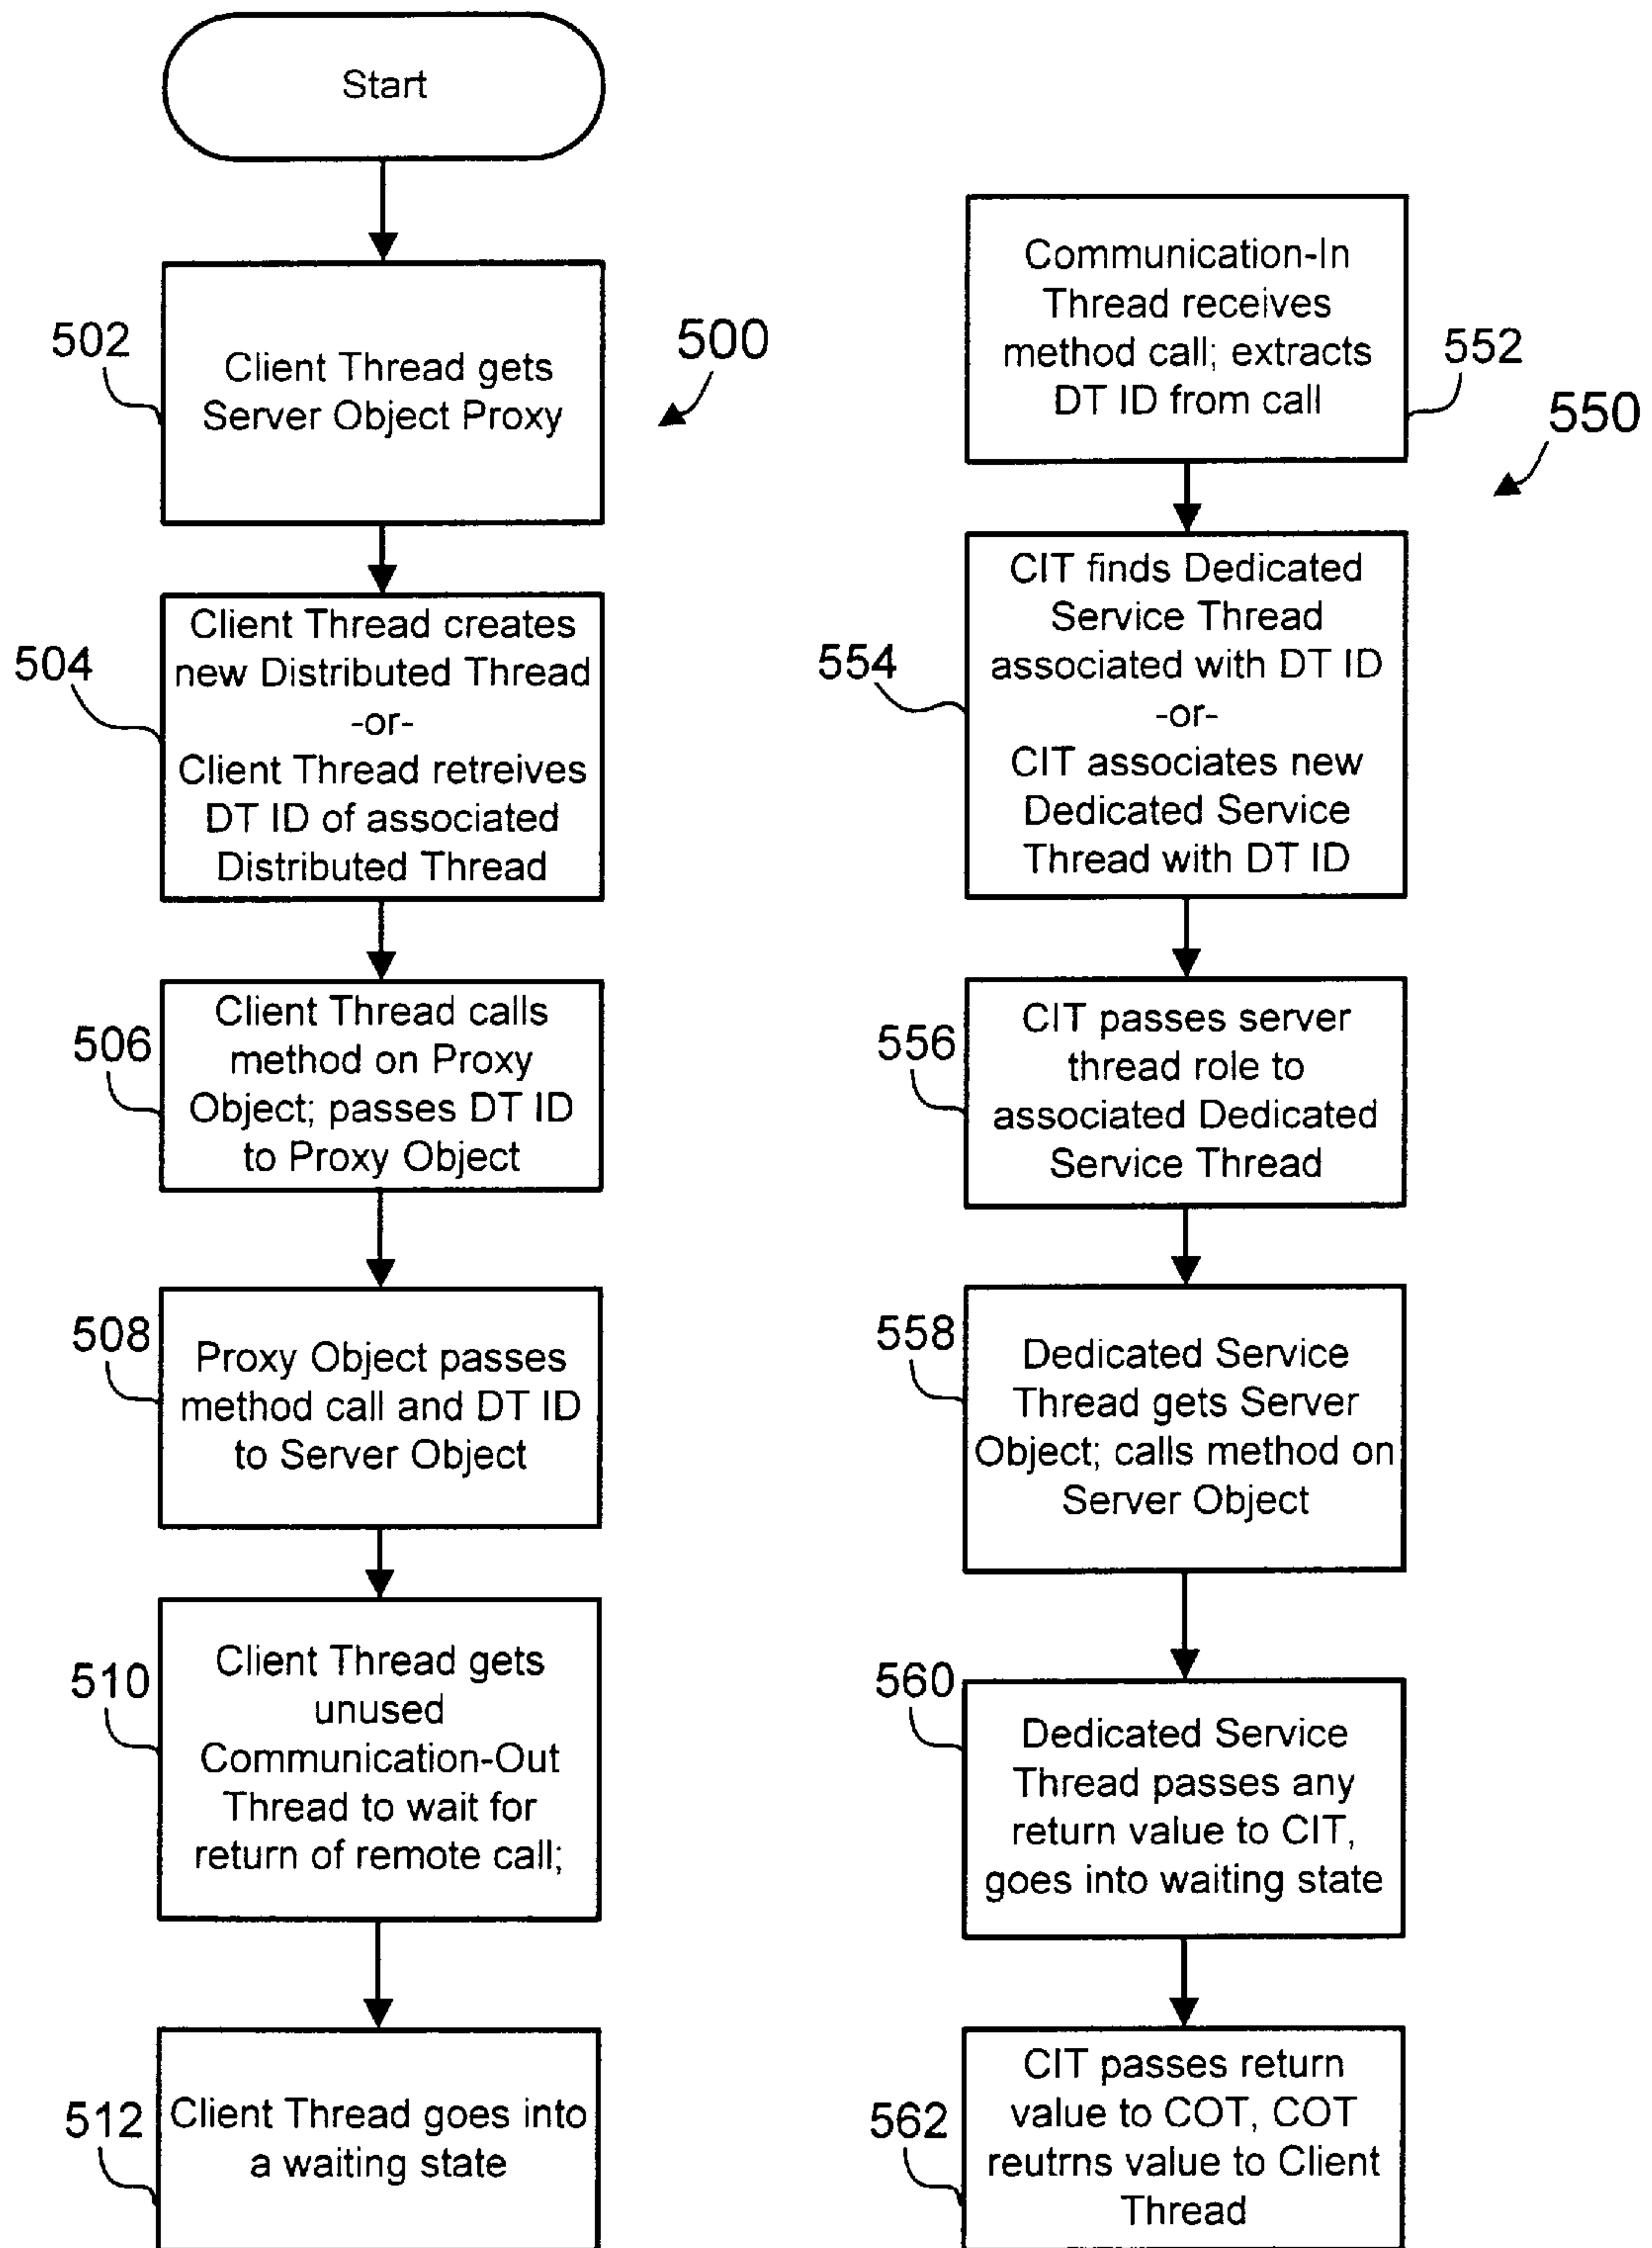 Start
502
Client Thread gets
Server Object Proxy
500
504
Client Thread creates
new Distributed Thread
-or-
Client Thread retreives
DT ID of associated
Distributed Thread
506
Client Thread calls
method on Proxy
Object; passes DT ID
to Proxy Object
508
Proxy Object passes
method call and DT ID
to Server Object
510
Client Thread gets
unused
Communication-Out
Thread to wait for
return of remote call;
512
Client Thread goes into
a waiting state
Communication-In
Thread receives
method call; extracts
DT ID from call
552
550
554
CIT finds Dedicated
Service Thread
associated with DT ID
-or-
CIT associates new
Dedicated Service
Thread with DT ID
556
CIT passes server
thread role to
associated Dedicated
Service Thread
558
Dedicated Service
Thread gets Server
Object; calls method on
Server Object
560
Dedicated Service
Thread passes any
return value to CIT,
goes into waiting state
562
CIT passes return
value to COT, COT
reutrns value to Client
Thread